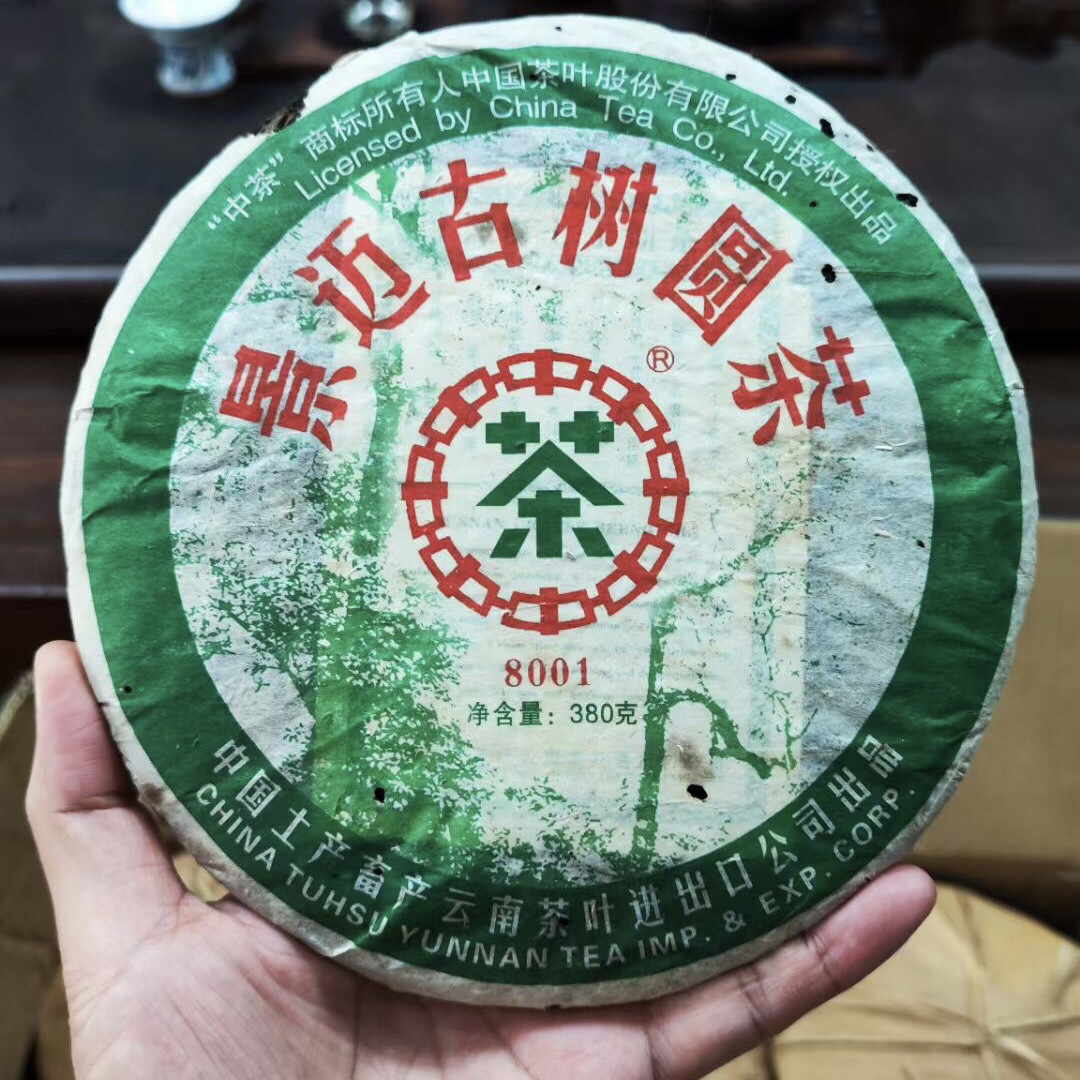 “中茶”商标所有人中国茶叶股份有限公司授权出品
Licensed by China Tea Co., Ltd.
景迈古树圆茶
®
茶
8001
净含量：380克
中国土产畜产云南茶叶进出口公司出品
CHINA TUHSU YUNNAN TEA IMP. & EXP. CORP.